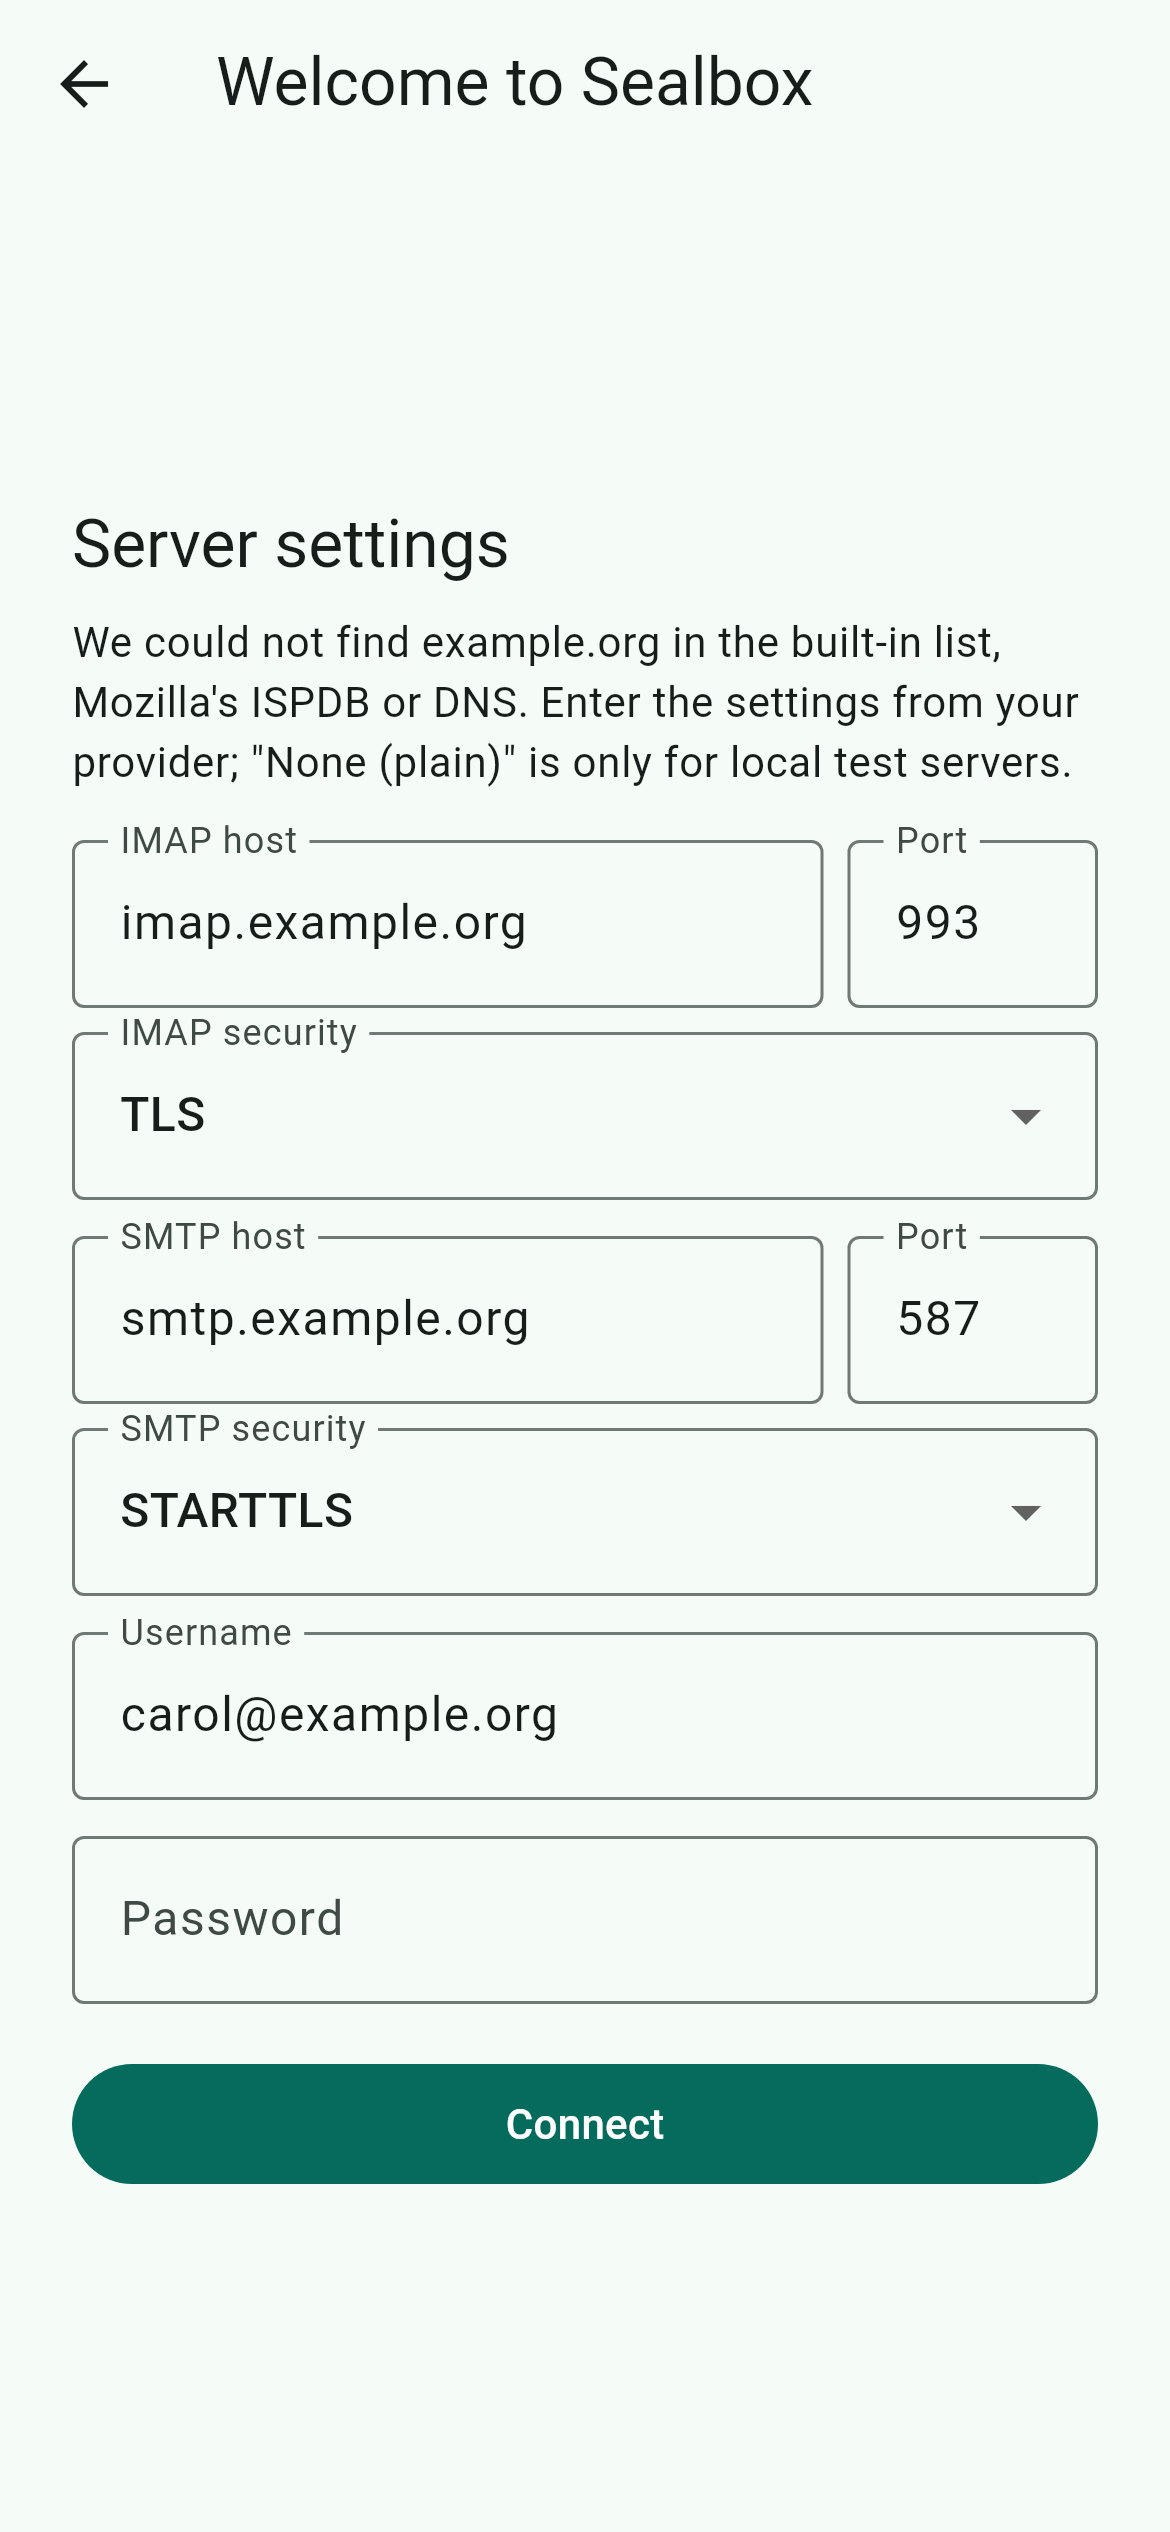 Welcome to Sealbox
Server settings
We could not find example.org in the built-in list,
Mozilla's ISPDB or DNS. Enter the settings from your
provider; "None (plain)" is only for local test servers.
IMAP host
imap.example.org
Port
993
IMAP security
TLS
SMTP host
smtp.example.org
Port
587
SMTP security
STARTTLS
Username
carol@example.org
Password
Connect